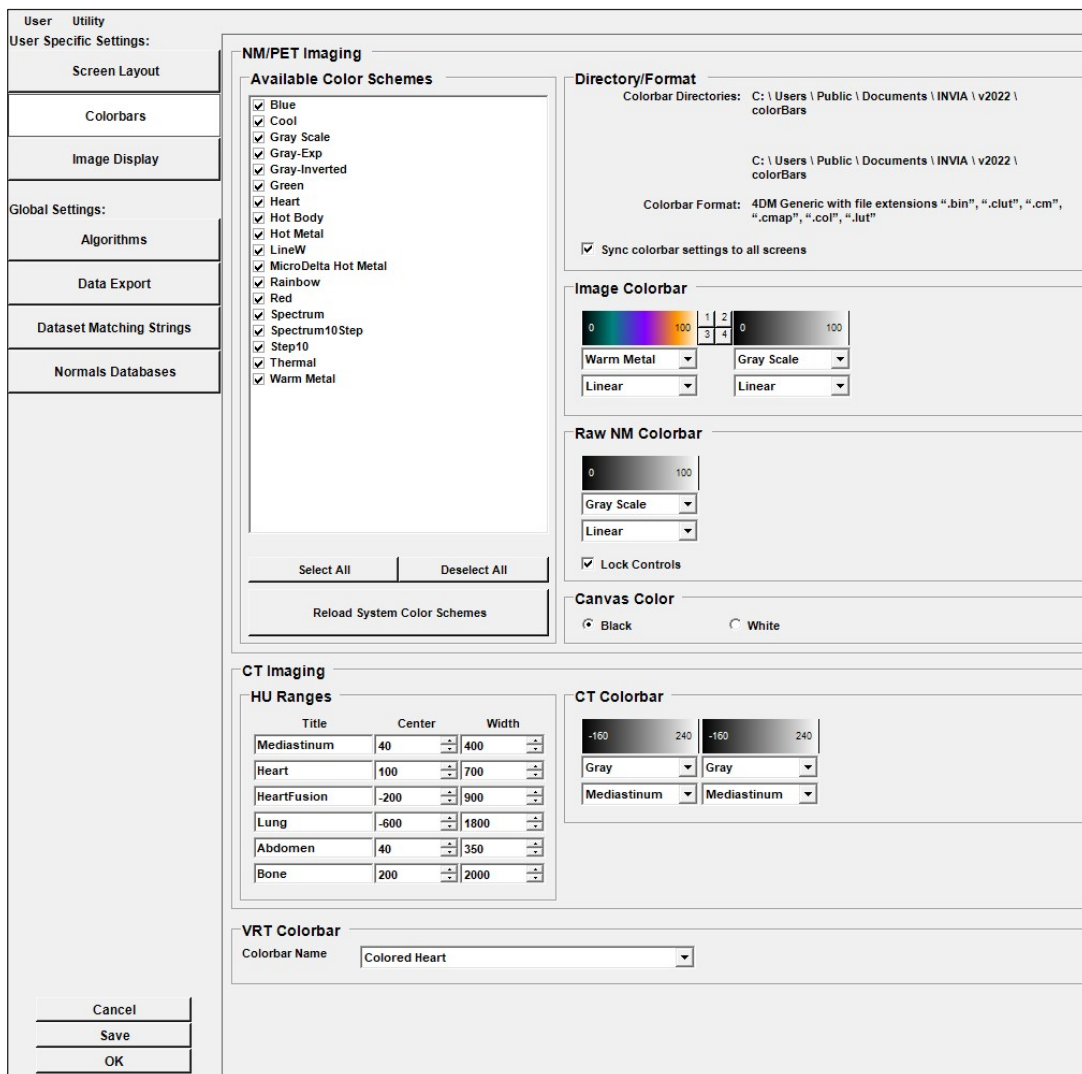 User Utility
User Specific Settings:
Screen Layout
Colorbars
Image Display
Global Settings:
Algorithms
Data Export
Dataset Matching Strings
Normals Databases
Cancel
Save
OK
NM/PET Imaging
Available Color Schemes
Blue
Cool
Gray Scale
Gray-Exp
Gray-Inverted
Green
Heart
Hot Body
Hot Metal
LineW
MicroDelta Hot Metal
Rainbow
Red
Spectrum
Spectrum10Step
Step10
Thermal
Warm Metal
Select All Deselect All
Reload System Color Schemes
Directory/Format
Colorbar Directories: C: \ Users \ Public \ Documents \ INVIA \ v2022 \
colorBars
C: \ Users \ Public \ Documents \ INVIA \ v2022 \
colorBars
Colorbar Format: 4DM Generic with file extensions “.bin”, “.clut”, “.cm”,
“.cmap”, “.col”, “.lut”
Sync colorbar settings to all screens
Image Colorbar
0 100 1 2 0 100
3 4
Warm Metal Gray Scale
Linear Linear
Raw NM Colorbar
0 100
Gray Scale
Linear
Lock Controls
Canvas Color
Black White
CT Imaging
HU Ranges
Title Center Width
Mediastinum 40 400
Heart 100 700
HeartFusion -200 900
Lung -600 1800
Abdomen 40 350
Bone 200 2000
CT Colorbar
-160 240 -160 240
Gray Gray
Mediastinum Mediastinum
VRT Colorbar
Colorbar Name Colored Heart